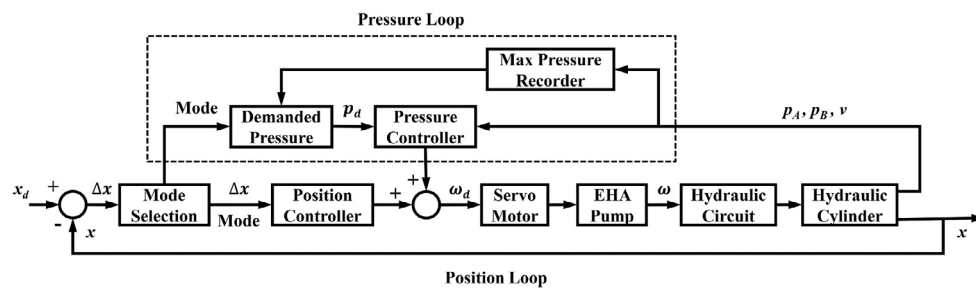 Pressure Loop
Max Pressure
Recorder
Mode
Demanded
Pressure
p_d
Pressure
Controller
p_A, p_B, v
x_d
+
-
Δx
x
Mode
Selection
Δx
Mode
Position
Controller
+
+
ω_d
Servo
Motor
EHA
Pump
ω
Hydraulic
Circuit
Hydraulic
Cylinder
x
Position Loop